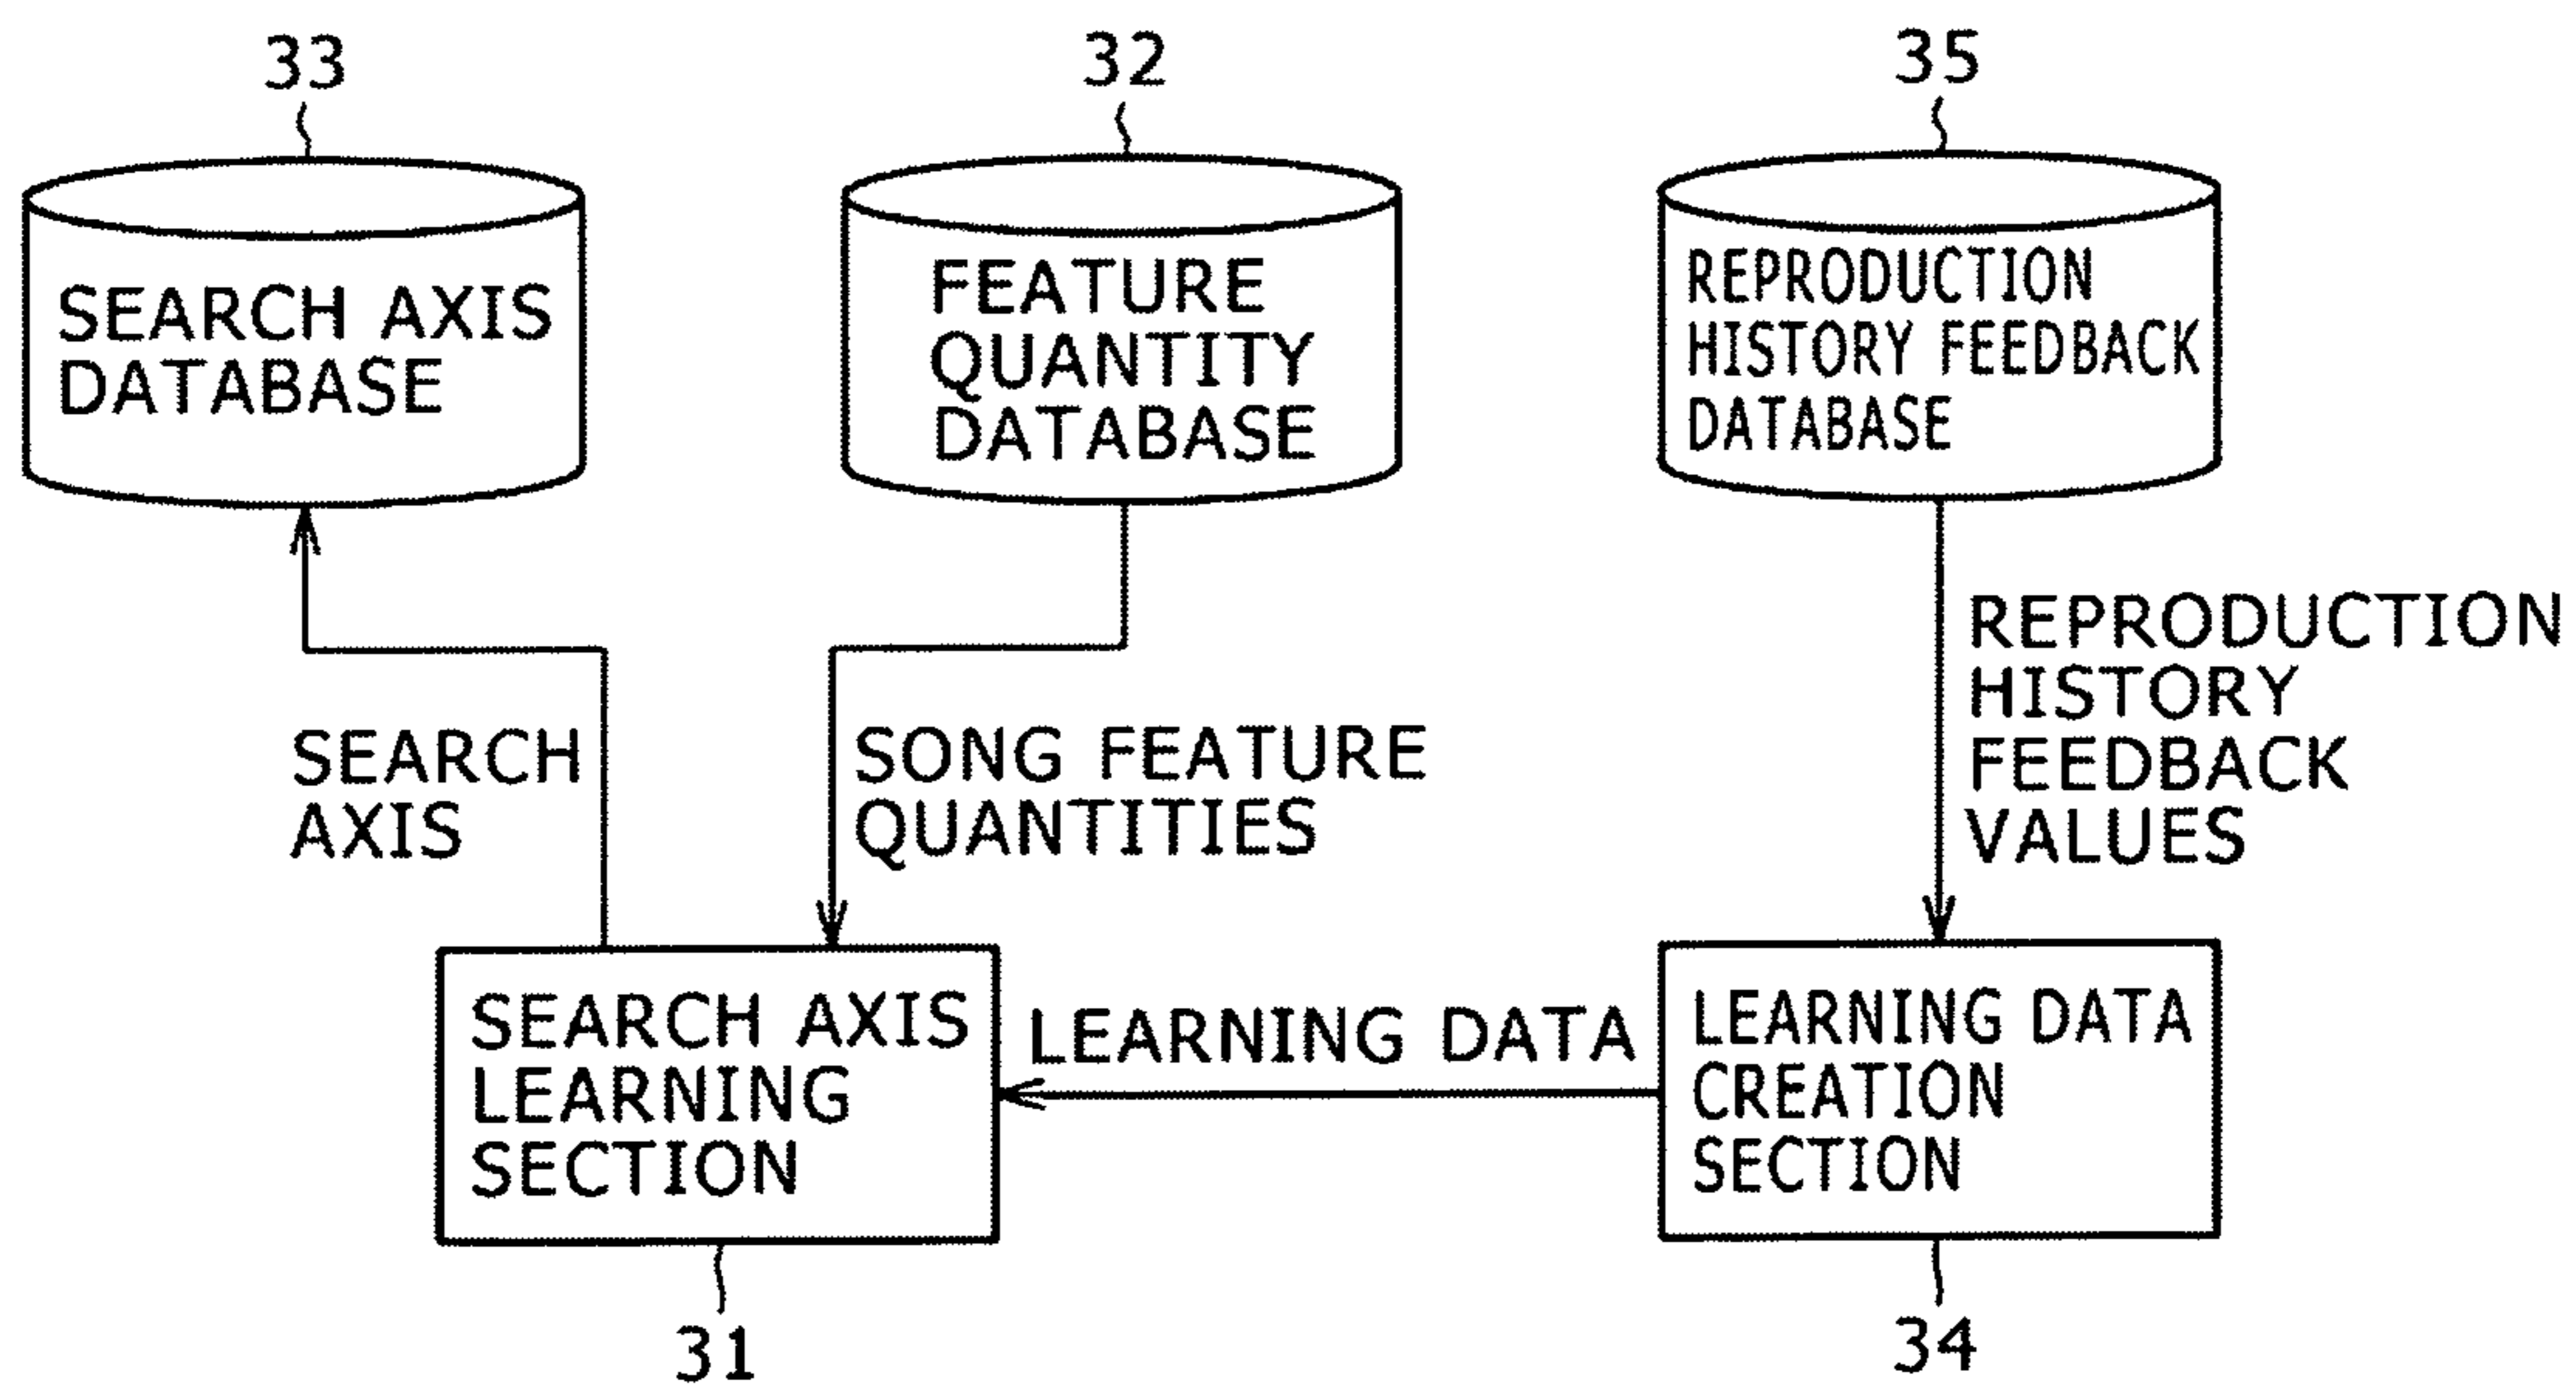 33
32
35
SEARCH AXIS
DATABASE
FEATURE
QUANTITY
DATABASE
REPRODUCTION
HISTORY FEEDBACK
DATABASE
SEARCH
AXIS
SONG FEATURE
QUANTITIES
REPRODUCTION
HISTORY
FEEDBACK
VALUES
SEARCH AXIS
LEARNING
SECTION
LEARNING DATA
LEARNING DATA
CREATION
SECTION
31
34